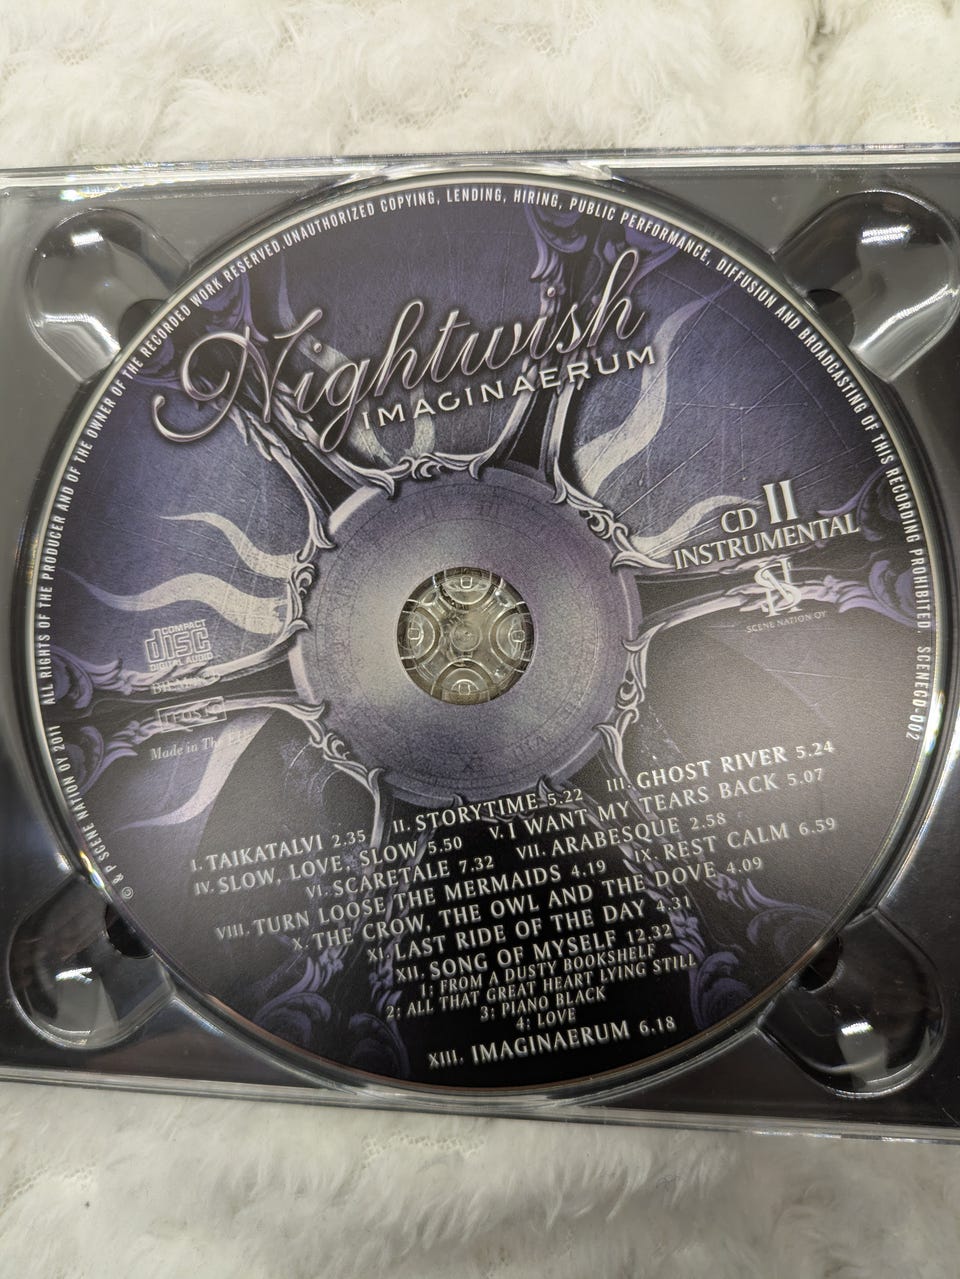 ALL RIGHTS OF THE PRODUCER AND OF THE OWNER OF THE RECORDED WORK RESERVED. UNAUTHORIZED COPYING, LENDING, HIRING, PUBLIC PERFORMANCE, DIFFUSION AND BROADCASTING OF THIS RECORDING PROHIBITED. SCENECD-002
Nightwish
IMAGINAERUM
CD II
INSTRUMENTAL
SN
SCENE NATION OY
COMPACT
disc
DIGITAL AUDIO
BIEM/NCB
TEOSTO
Made in The EU
© & P SCENE NATION OY 2011
I. TAIKATALVI 2.35 II. STORYTIME 5.22 III. GHOST RIVER 5.24
IV. SLOW, LOVE, SLOW 5.50 V. I WANT MY TEARS BACK 5.07
VI. SCARETALE 7.32 VII. ARABESQUE 2.58
VIII. TURN LOOSE THE MERMAIDS 4.19 IX. REST CALM 6.59
X. THE CROW, THE OWL AND THE DOVE 4.09
XI. LAST RIDE OF THE DAY 4.31
XII. SONG OF MYSELF 12.32
1: FROM A DUSTY BOOKSHELF
2: ALL THAT GREAT HEART LYING STILL
3: PIANO BLACK
4: LOVE
XIII. IMAGINAERUM 6.18